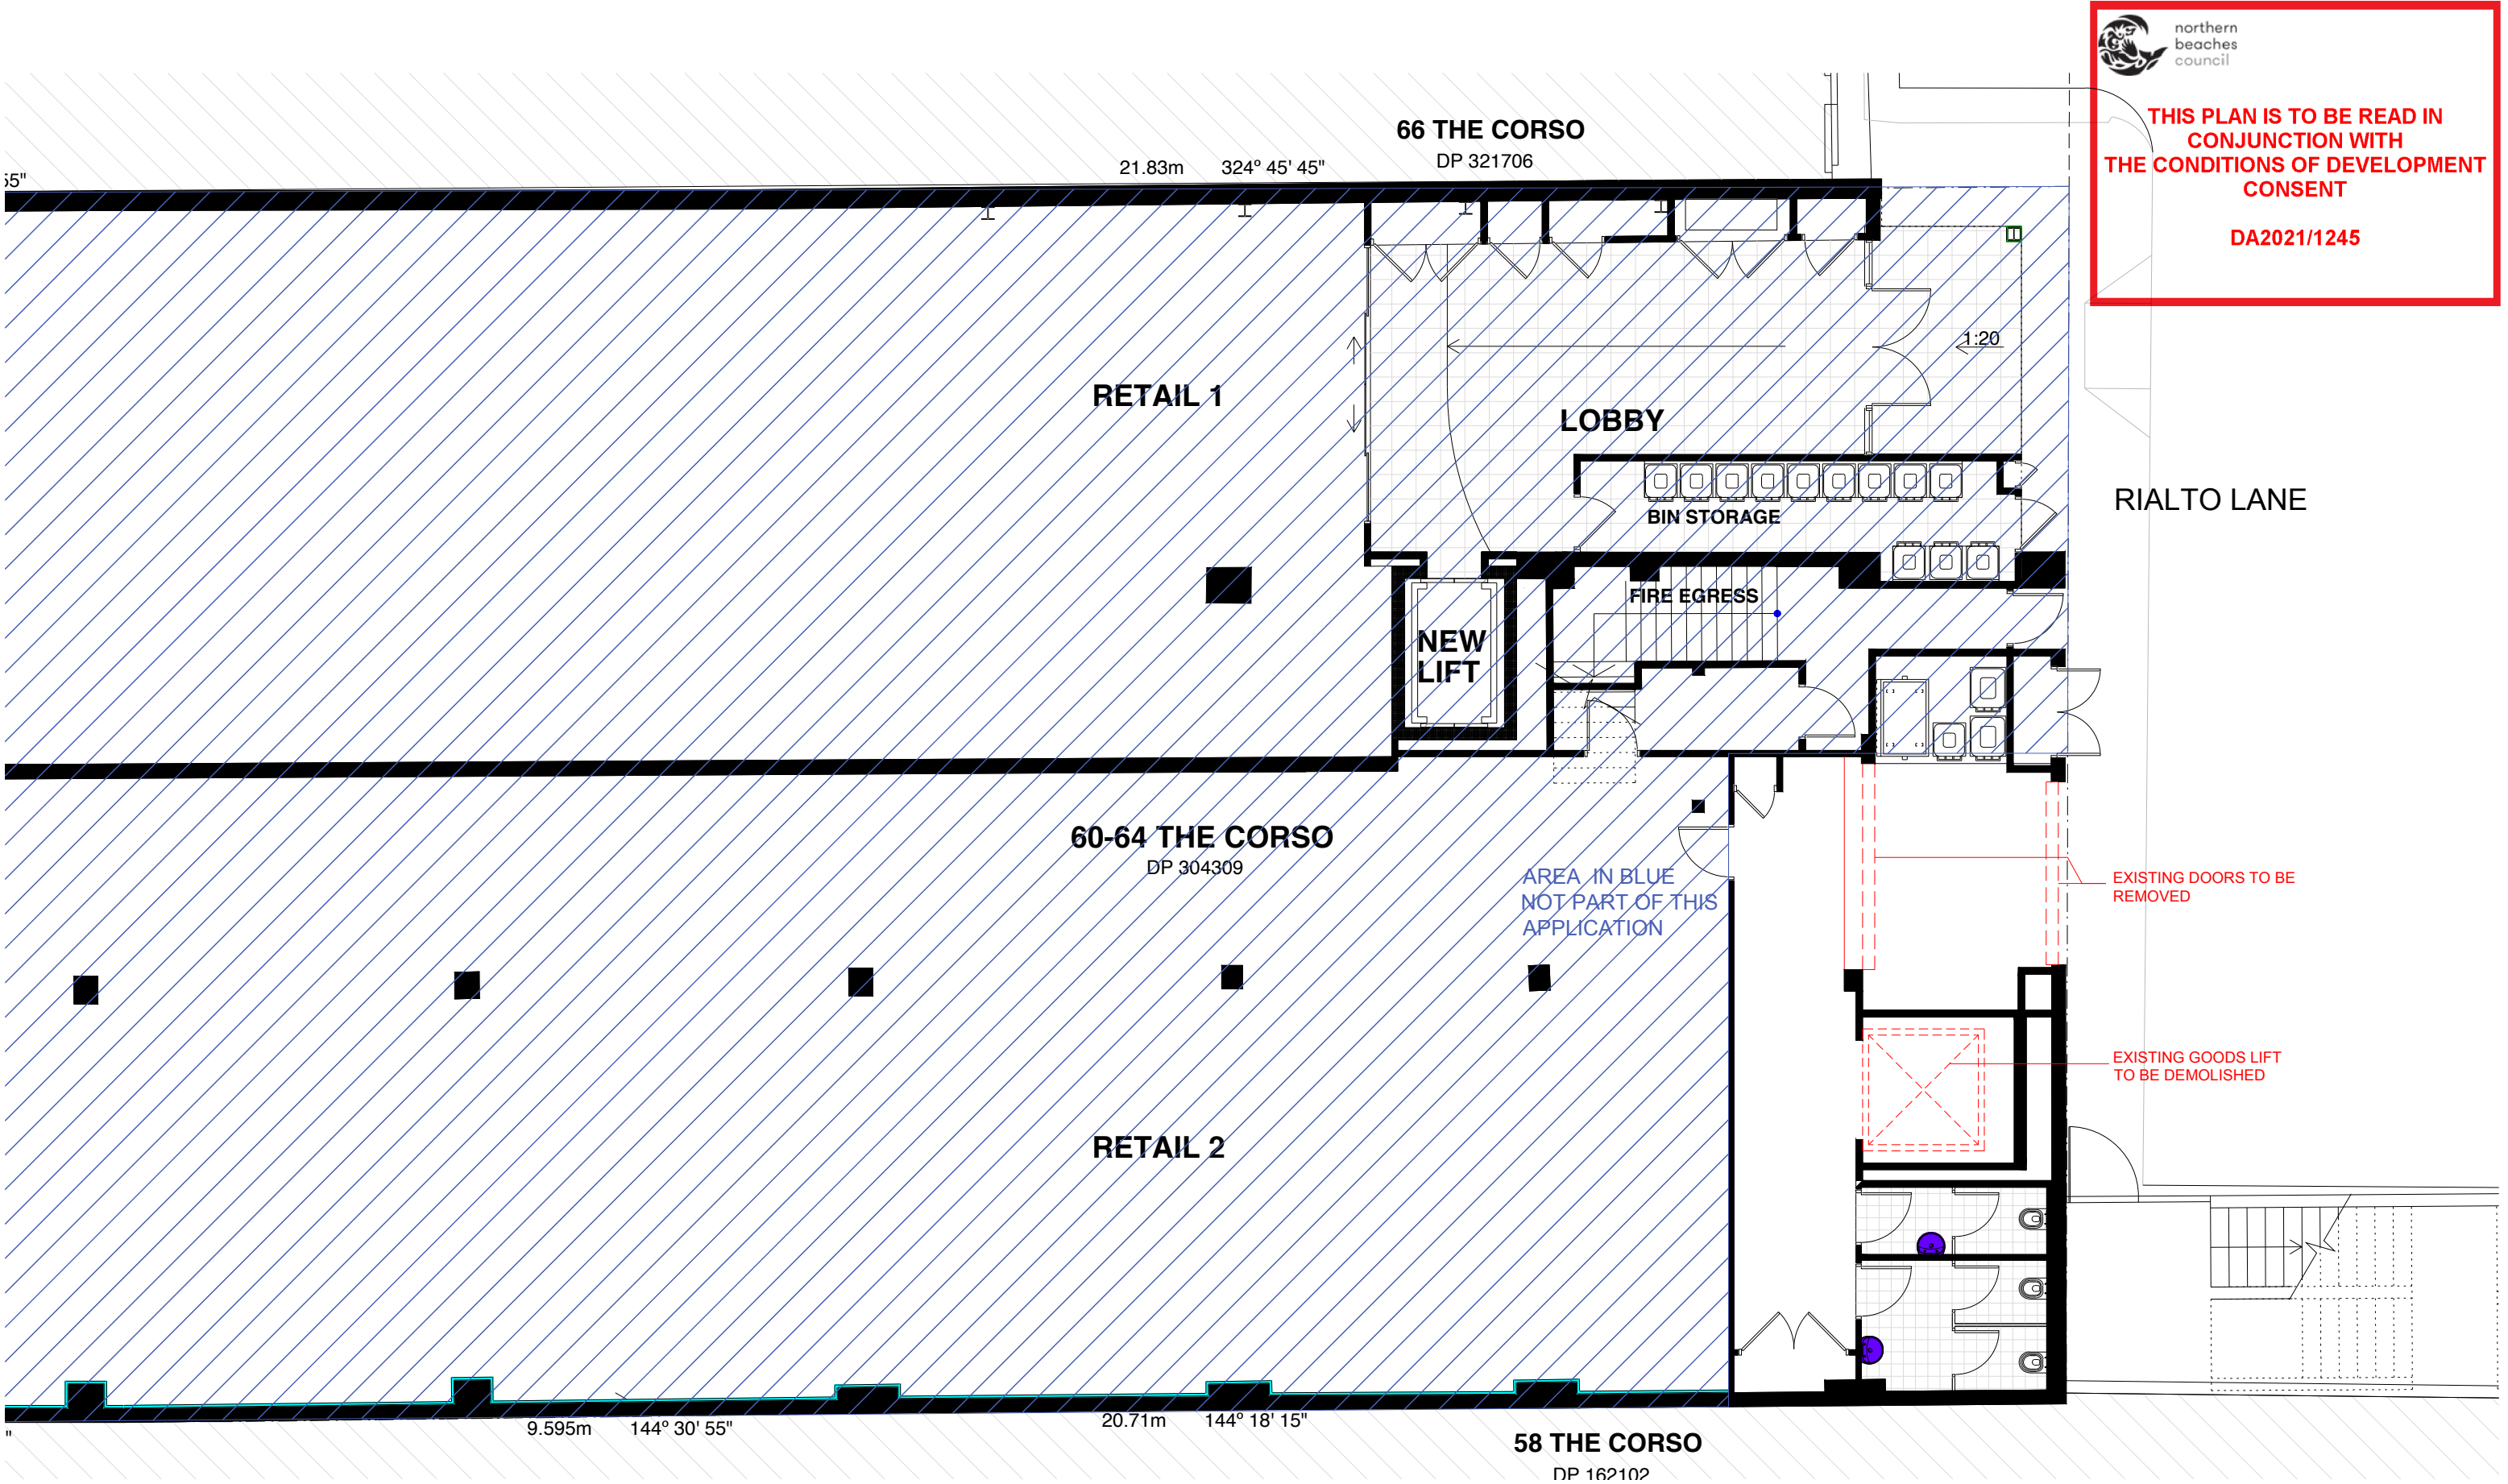 northern
beaches
council
THIS PLAN IS TO BE READ IN
CONJUNCTION WITH
THE CONDITIONS OF DEVELOPMENT
CONSENT
DA2021/1245
66 THE CORSO
DP 321706
21.83m 324º 45' 45"
55"
1:20
RETAIL 1
LOBBY
RIALTO LANE
BIN STORAGE
FIRE EGRESS
NEW
LIFT
60-64 THE CORSO
DP 304309
AREA IN BLUE
NOT PART OF THIS
APPLICATION
EXISTING DOORS TO BE
REMOVED
EXISTING GOODS LIFT
TO BE DEMOLISHED
RETAIL 2
9.595m 144º 30' 55"
20.71m 144º 18' 15"
"
58 THE CORSO
DP 162102